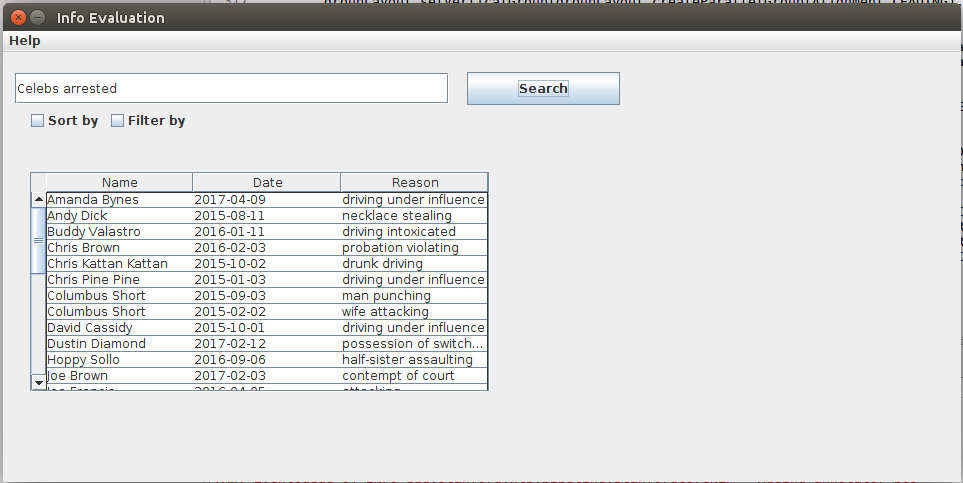 Info Evaluation
Help
Celebs arrested
Search
Sort by Filter by
Name Date Reason
Amanda Bynes 2017-04-09 driving under influence
Andy Dick 2015-08-11 necklace stealing
Buddy Valastro 2016-01-11 driving intoxicated
Chris Brown 2016-02-03 probation violating
Chris Kattan Kattan 2015-10-02 drunk driving
Chris Pine Pine 2015-01-03 driving under influence
Columbus Short 2015-09-03 man punching
Columbus Short 2015-02-02 wife attacking
David Cassidy 2015-10-01 driving under influence
Dustin Diamond 2017-02-12 possession of switch...
Hoppy Sollo 2016-09-06 half-sister assaulting
Joe Brown 2017-02-03 contempt of court